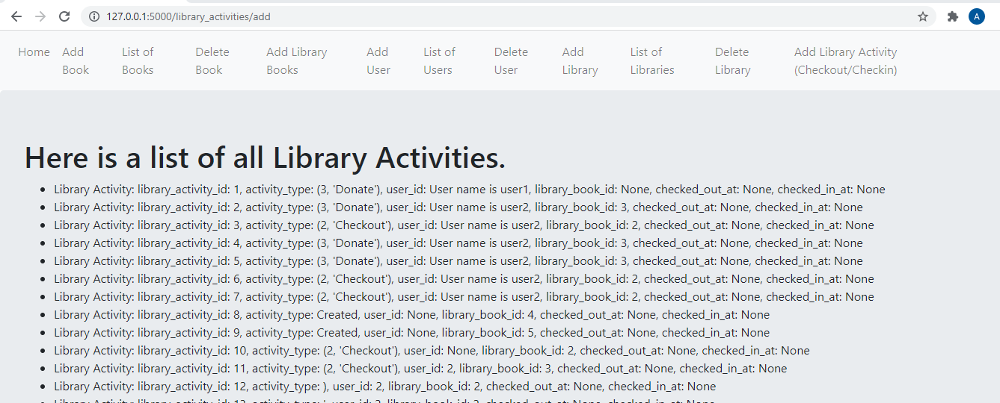 127.0.0.1:5000/library_activities/add
A
Home
Add Book
List of Books
Delete Book
Add Library Books
Add User
List of Users
Delete User
Add Library
List of Libraries
Delete Library
Add Library Activity (Checkout/Checkin)
Here is a list of all Library Activities.
Library Activity: library_activity_id: 1, activity_type: (3, 'Donate'), user_id: User name is user1, library_book_id: None, checked_out_at: None, checked_in_at: None
Library Activity: library_activity_id: 2, activity_type: (3, 'Donate'), user_id: User name is user2, library_book_id: 3, checked_out_at: None, checked_in_at: None
Library Activity: library_activity_id: 3, activity_type: (2, 'Checkout'), user_id: User name is user2, library_book_id: 2, checked_out_at: None, checked_in_at: None
Library Activity: library_activity_id: 4, activity_type: (3, 'Donate'), user_id: User name is user2, library_book_id: 3, checked_out_at: None, checked_in_at: None
Library Activity: library_activity_id: 5, activity_type: (3, 'Donate'), user_id: User name is user2, library_book_id: 3, checked_out_at: None, checked_in_at: None
Library Activity: library_activity_id: 6, activity_type: (2, 'Checkout'), user_id: User name is user2, library_book_id: 2, checked_out_at: None, checked_in_at: None
Library Activity: library_activity_id: 7, activity_type: (2, 'Checkout'), user_id: User name is user2, library_book_id: 2, checked_out_at: None, checked_in_at: None
Library Activity: library_activity_id: 8, activity_type: Created, user_id: None, library_book_id: 4, checked_out_at: None, checked_in_at: None
Library Activity: library_activity_id: 9, activity_type: Created, user_id: None, library_book_id: 5, checked_out_at: None, checked_in_at: None
Library Activity: library_activity_id: 10, activity_type: (2, 'Checkout'), user_id: None, library_book_id: 2, checked_out_at: None, checked_in_at: None
Library Activity: library_activity_id: 11, activity_type: (2, 'Checkout'), user_id: 2, library_book_id: 3, checked_out_at: None, checked_in_at: None
Library Activity: library_activity_id: 12, activity_type: ), user_id: 2, library_book_id: 2, checked_out_at: None, checked_in_at: None